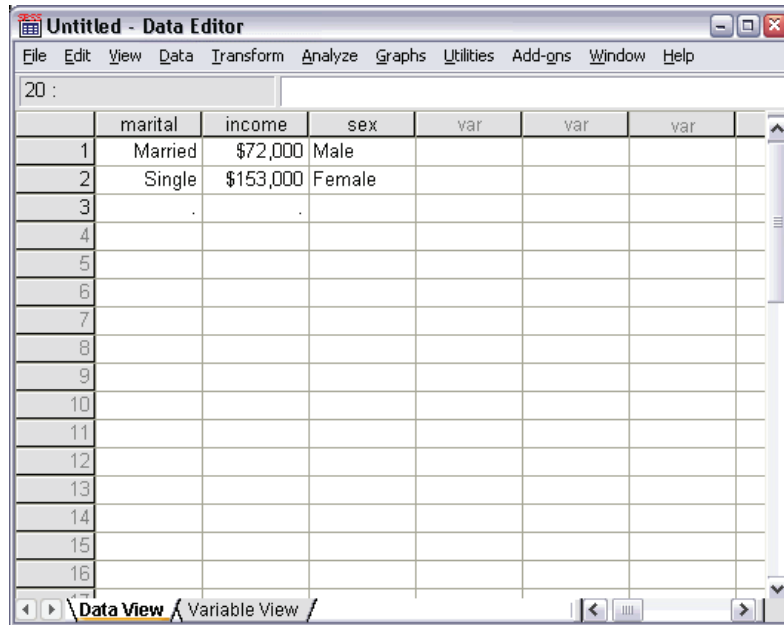 Untitled - Data Editor
File Edit View Data Transform Analyze Graphs Utilities Add-ons Window Help
20 :
marital income sex var var var
1 Married $72,000 Male
2 Single $153,000 Female
3 . .
4
5
6
7
8
9
10
11
12
13
14
15
16
Data View Variable View